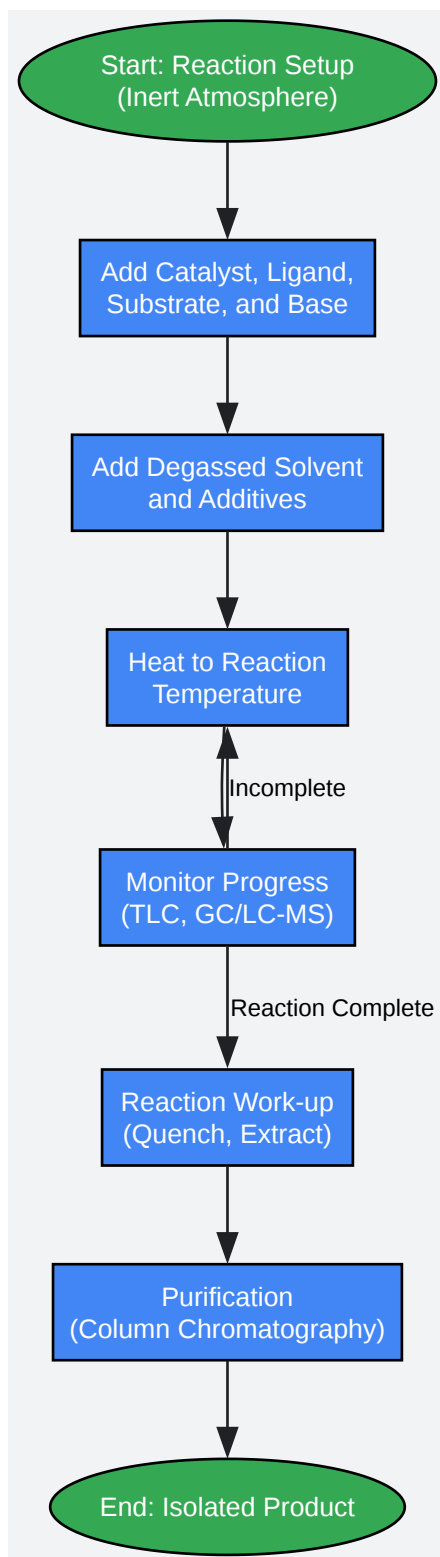 Start: Reaction Setup
(Inert Atmosphere)
Add Catalyst, Ligand,
Substrate, and Base
Add Degassed Solvent
and Additives
Heat to Reaction
Temperature
Incomplete
Monitor Progress
(TLC, GC/LC-MS)
Reaction Complete
Reaction Work-up
(Quench, Extract)
Purification
(Column Chromatography)
End: Isolated Product